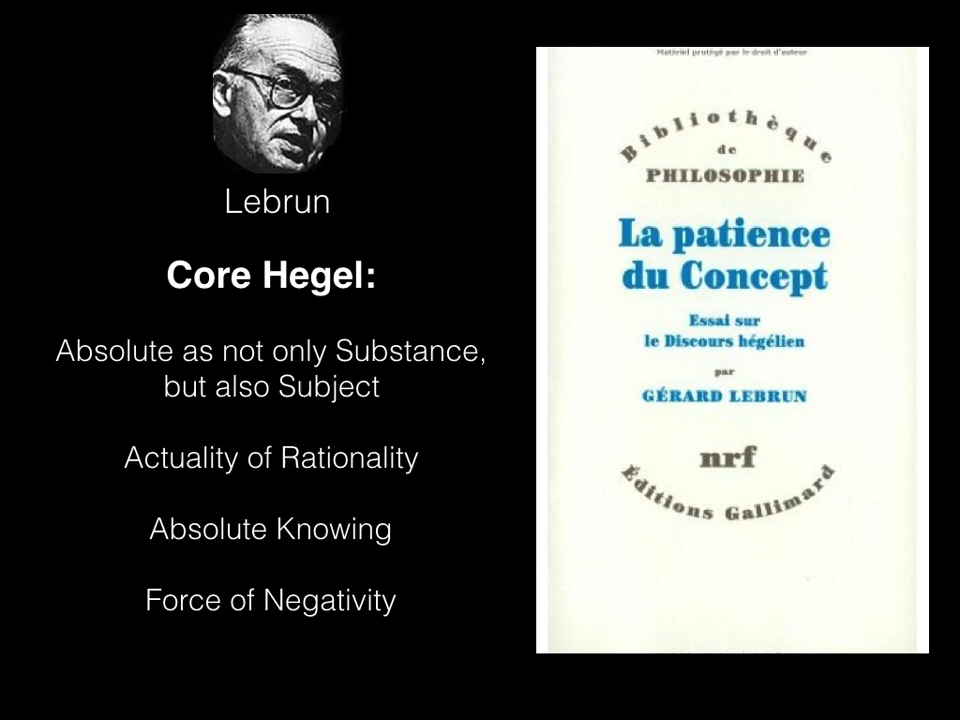 Lebrun
Core Hegel:
Absolute as not only Substance,
but also Subject
Actuality of Rationality
Absolute Knowing
Force of Negativity
Matériel protégé par le droit d'auteur
Bibliothèque
de
PHILOSOPHIE
La patience
du Concept
Essai sur
le Discours hégélien
par
GÉRARD LEBRUN
nrf
Éditions Gallimard